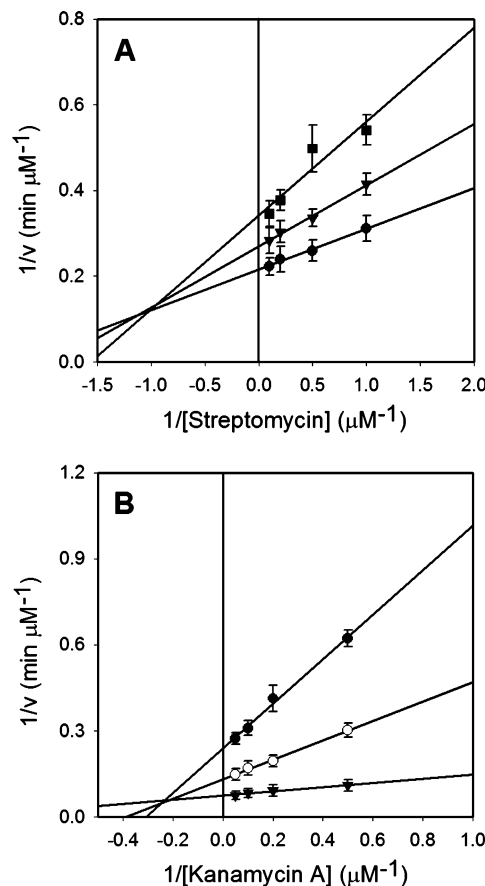 A
0.8
0.6
0.4
0.2
0.0
1/v (min μM-1)
-1.5 -1.0 -0.5 0.0 0.5 1.0 1.5 2.0
1/[Streptomycin] (μM-1)
B
1.2
0.9
0.6
0.3
0.0
1/v (min μM-1)
-0.4 -0.2 0.0 0.2 0.4 0.6 0.8 1.0
1/[Kanamycin A] (μM-1)